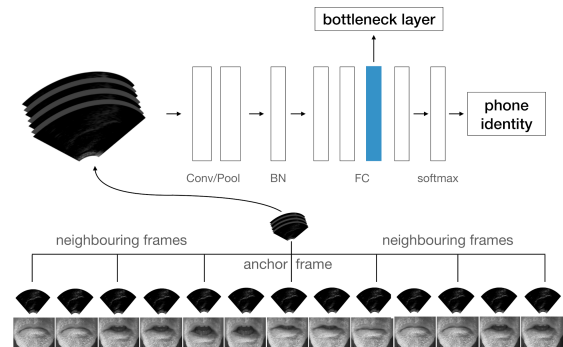 bottleneck layer
phone
identity
Conv/Pool
BN
FC
softmax
neighbouring frames
neighbouring frames
anchor frame